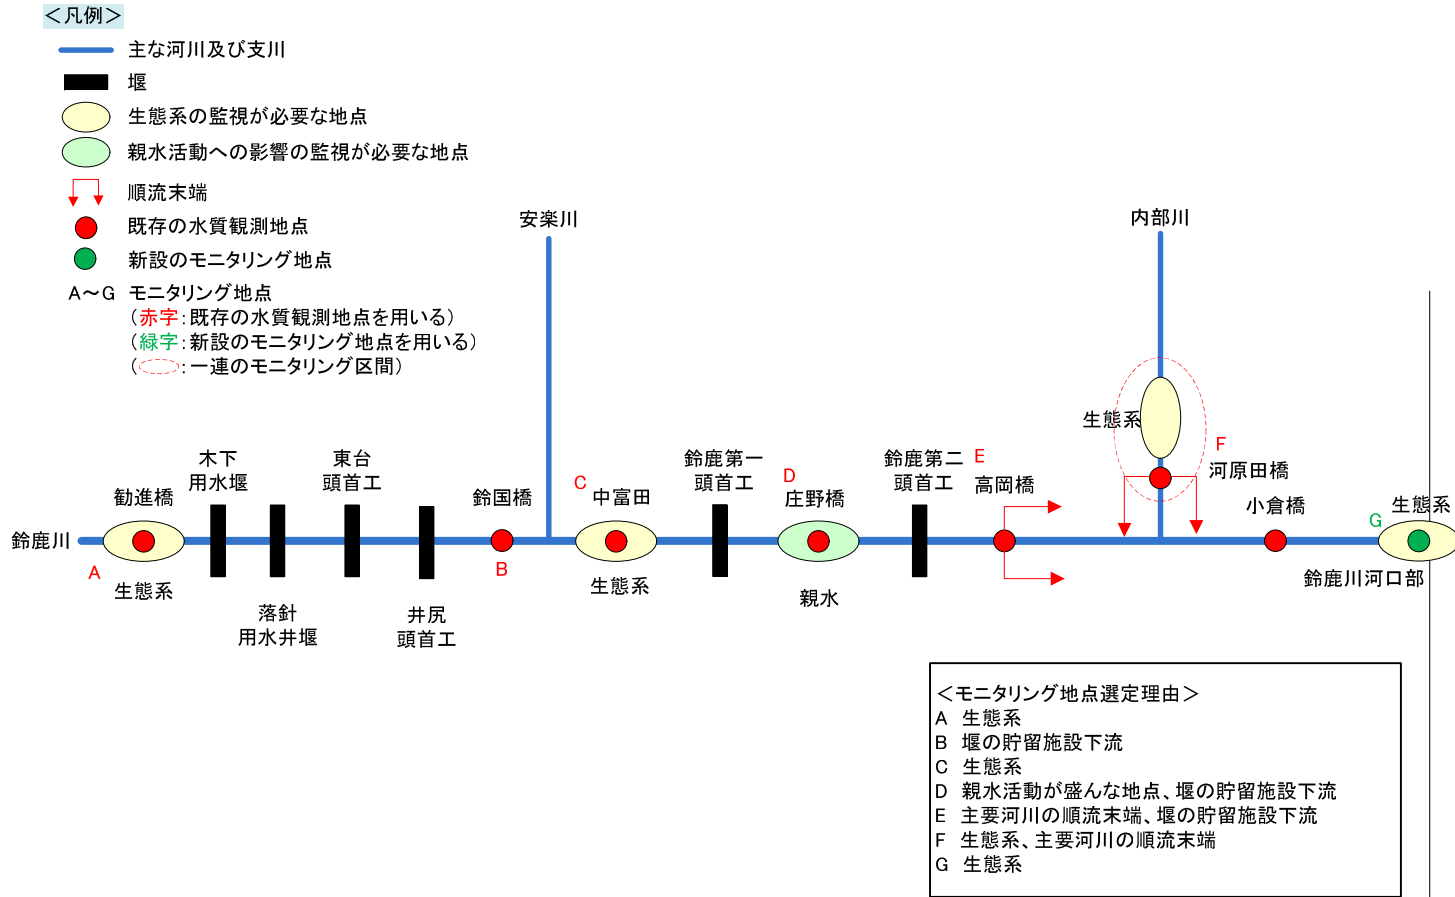 ＜凡例＞
主な河川及び支川
堰
生態系の監視が必要な地点
親水活動への影響の監視が必要な地点
順流末端
既存の水質観測地点
新設のモニタリング地点
A～G モニタリング地点
（赤字：既存の水質観測地点を用いる）
（緑字：新設のモニタリング地点を用いる）
（　：一連のモニタリング区間）
安楽川
内部川
生態系
F
河原田橋
木下
用水堰
東台
頭首工
鈴鹿第一
頭首工
鈴鹿第二
頭首工
E
高岡橋
勧進橋
鈴国橋
C
中富田
D
庄野橋
小倉橋
生態系
G
鈴鹿川
A
生態系
B
生態系
親水
鈴鹿川河口部
落針
用水井堰
井尻
頭首工
＜モニタリング地点選定理由＞
A 生態系
B 堰の貯留施設下流
C 生態系
D 親水活動が盛んな地点、堰の貯留施設下流
E 主要河川の順流末端、堰の貯留施設下流
F 生態系、主要河川の順流末端
G 生態系